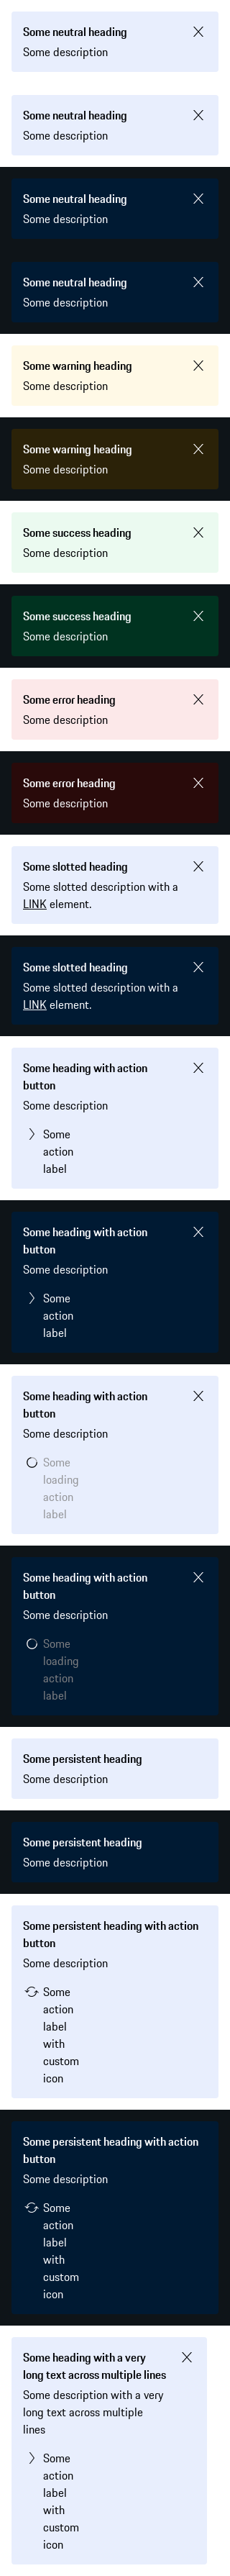 Some neutral heading
Some description
Some neutral heading
Some description
Some neutral heading
Some description
Some neutral heading
Some description
Some warning heading
Some description
Some warning heading
Some description
Some success heading
Some description
Some success heading
Some description
Some error heading
Some description
Some error heading
Some description
Some slotted heading
Some slotted description with a
LINK element.
Some slotted heading
Some slotted description with a
LINK element.
Some heading with action
button
Some description
Some
action
label
Some heading with action
button
Some description
Some
action
label
Some heading with action
button
Some description
Some
loading
action
label
Some heading with action
button
Some description
Some
loading
action
label
Some persistent heading
Some description
Some persistent heading
Some description
Some persistent heading with action
button
Some description
Some
action
label
with
custom
icon
Some persistent heading with action
button
Some description
Some
action
label
with
custom
icon
Some heading with a very
long text across multiple lines
Some description with a very
long text across multiple
lines
Some
action
label
with
custom
icon